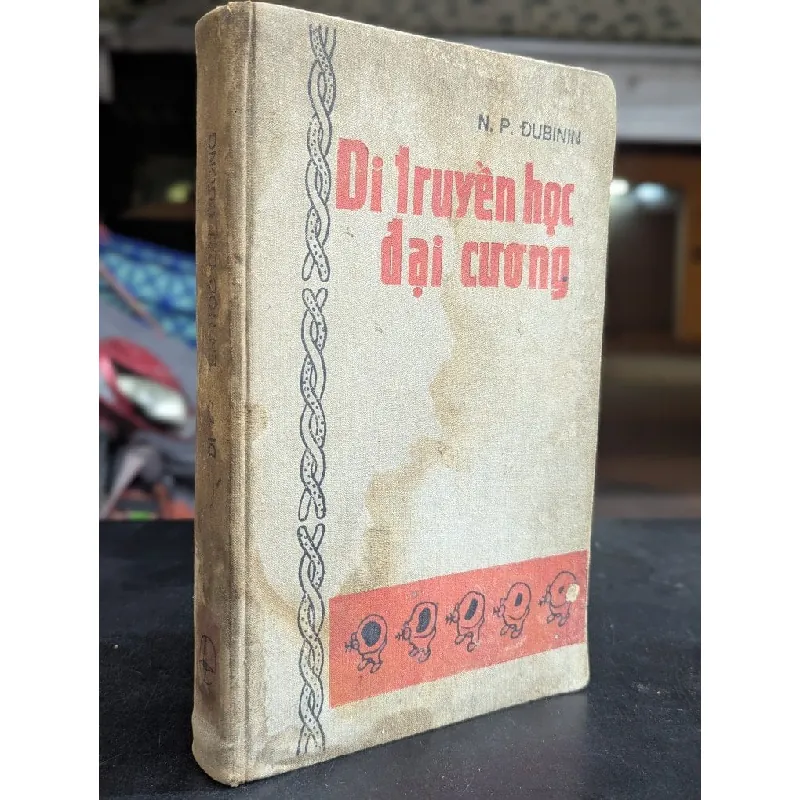 N. P. ĐUBININ
Di truyền học
đại cương